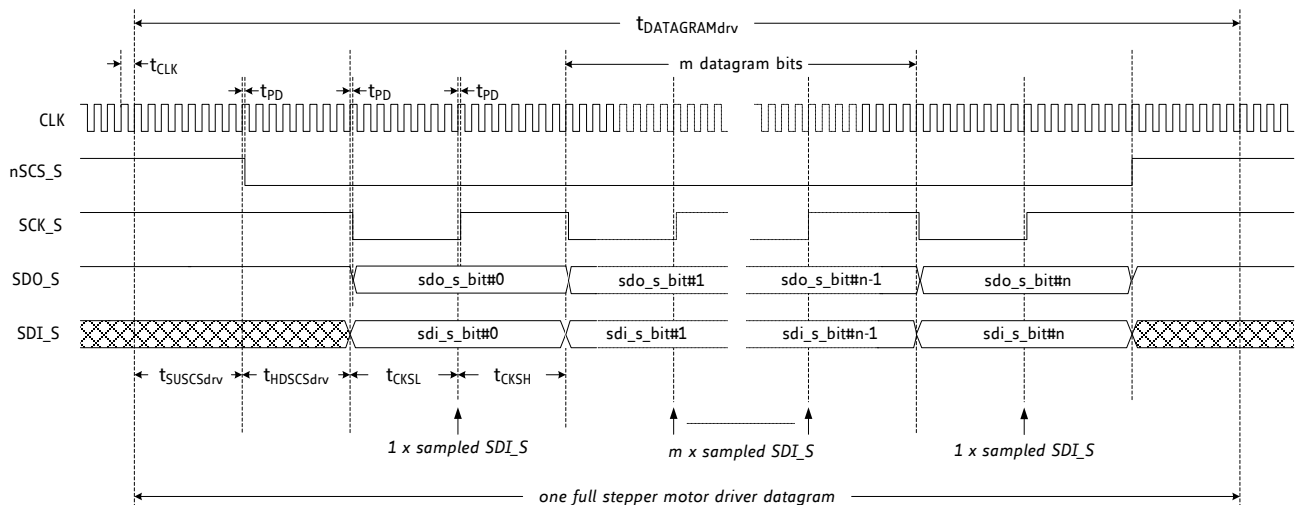 tDATAGRAMdrv
tCLK
m datagram bits
tPD tPD tPD
CLK
nSCS_S
SCK_S
SDO_S sdo_s_bit#0 sdo_s_bit#1 sdo_s_bit#n-1 sdo_s_bit#n
SDI_S sdi_s_bit#0 sdi_s_bit#1 sdi_s_bit#n-1 sdi_s_bit#n
tSUSCSdrv tHDSCSdrv tCKSL tCKSH
1 x sampled SDI_S m x sampled SDI_S 1 x sampled SDI_S
one full stepper motor driver datagram